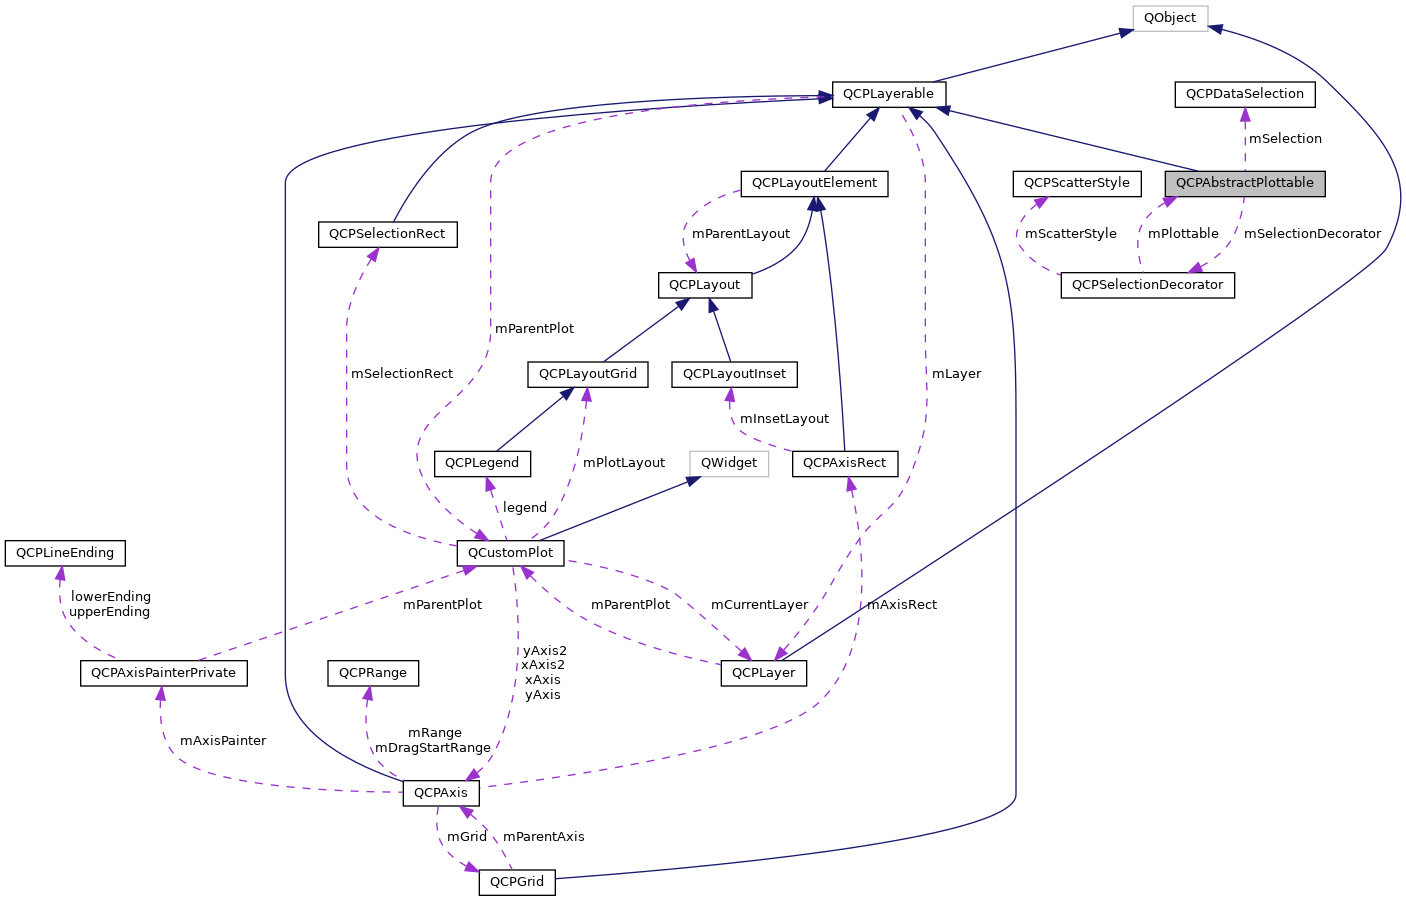 QObject
QCPLayerable
QCPDataSelection
mSelection
QCPLayoutElement
QCPScatterStyle
QCPAbstractPlottable
QCPSelectionRect
mParentLayout
mScatterStyle
mPlottable
mSelectionDecorator
QCPLayout
QCPSelectionDecorator
mParentPlot
mSelectionRect
QCPLayoutGrid
QCPLayoutInset
mLayer
mInsetLayout
QCPLegend
mPlotLayout
QWidget
QCPAxisRect
legend
QCPLineEnding
QCustomPlot
lowerEnding
upperEnding
mParentPlot
mParentPlot
mCurrentLayer
mAxisRect
yAxis2
xAxis2
xAxis
yAxis
QCPAxisPainterPrivate
QCPRange
QCPLayer
mAxisPainter
mRange
mDragStartRange
QCPAxis
mGrid
mParentAxis
QCPGrid